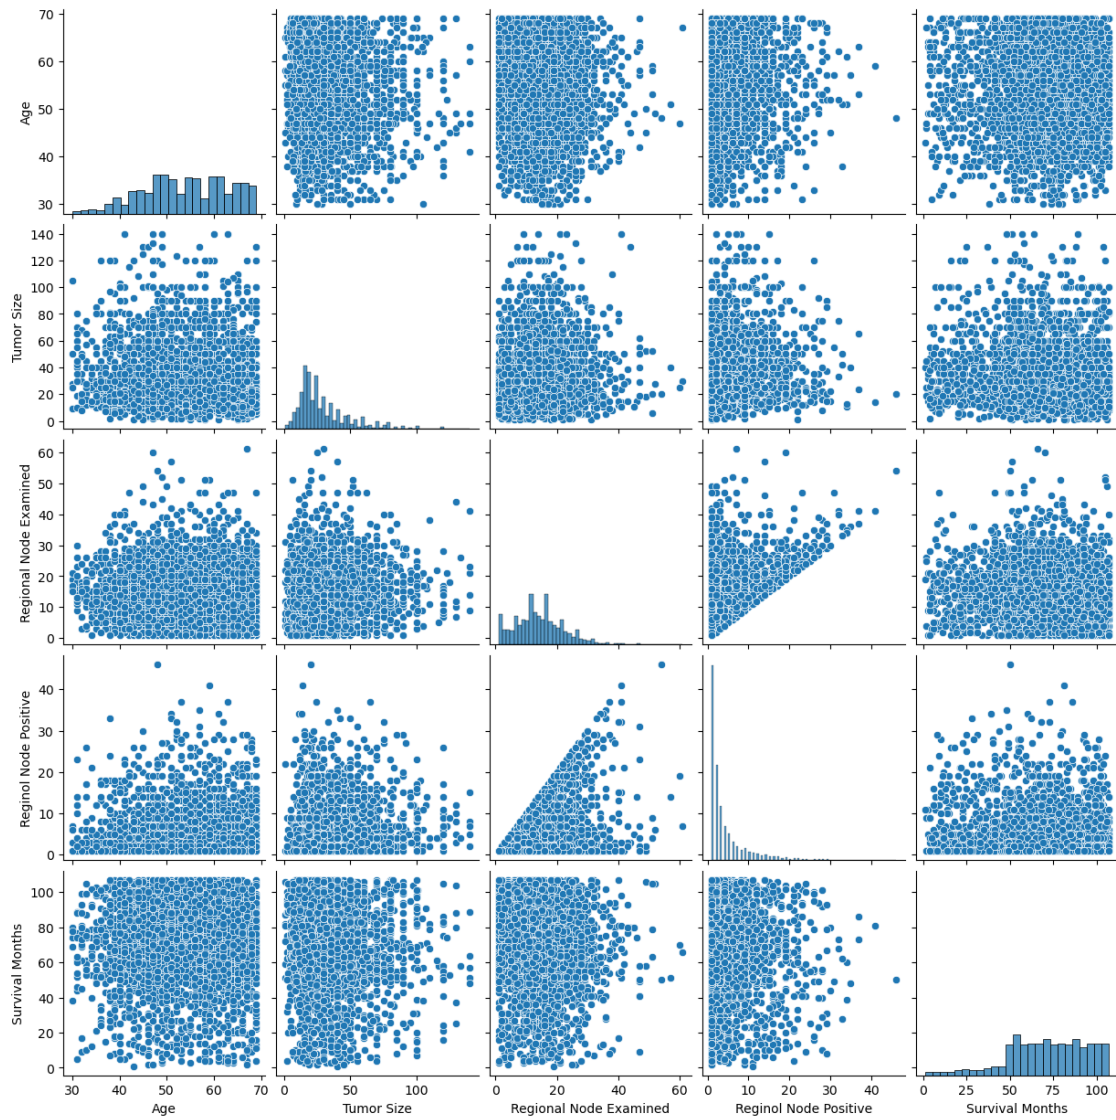 70
60
50
40
30
Age
140
120
100
80
60
40
20
0
Tumor Size
60
50
40
30
20
10
0
Regional Node Examined
40
30
20
10
0
Reginol Node Positive
100
80
60
40
20
0
Survival Months
30 40 50 60 70
Age
0 50 100
Tumor Size
0 20 40 60
Regional Node Examined
0 10 20 30 40
Reginol Node Positive
0 25 50 75 100
Survival Months